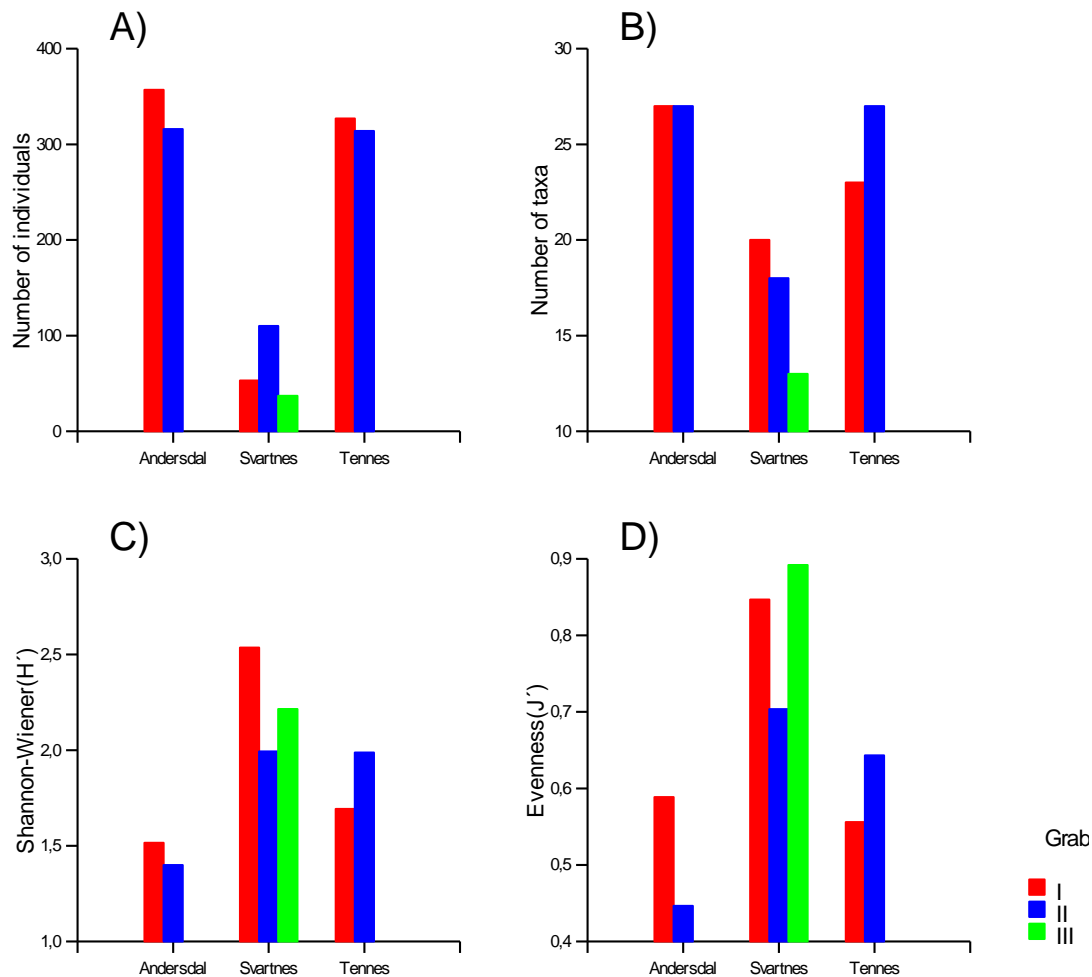 A)
400
300
200
100
0
Number of individuals
Andersdal Svartnes Tennes
B)
30
25
20
15
10
Number of taxa
Andersdal Svartnes Tennes
C)
3,0
2,5
2,0
1,5
1,0
Shannon-Wiener(H´)
Andersdal Svartnes Tennes
D)
0,9
0,8
0,7
0,6
0,5
0,4
Evenness(J´)
Andersdal Svartnes Tennes
Grab
I
II
III